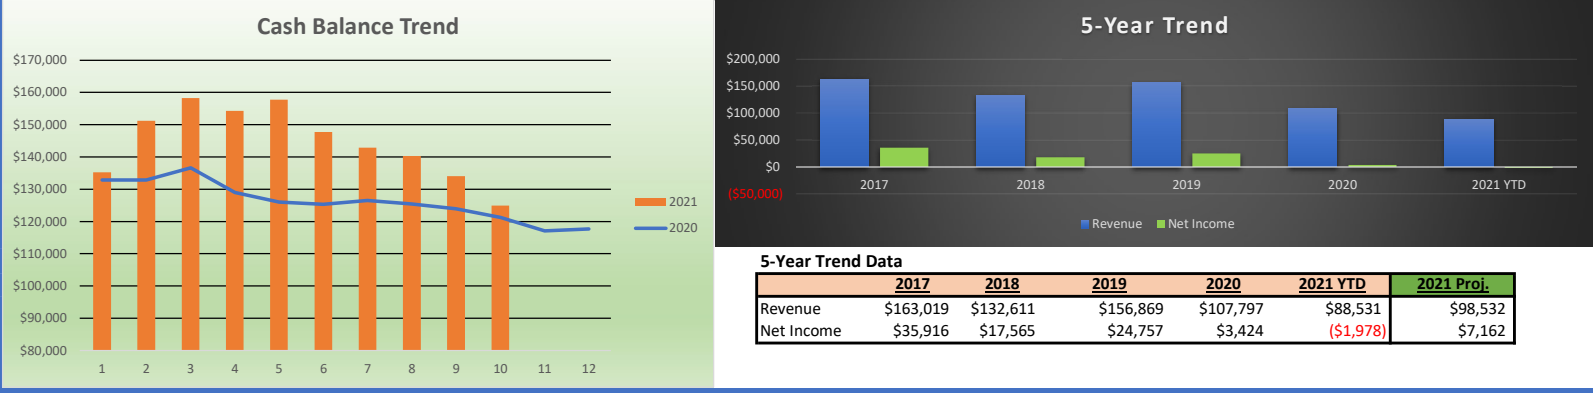 Cash Balance Trend
$170,000
$160,000
$150,000
$140,000
$130,000
$120,000
$110,000
$100,000
$90,000
$80,000
1 2 3 4 5 6 7 8 9 10 11 12
2021
2020
5-Year Trend
$200,000
$150,000
$100,000
$50,000
$0
($50,000)
2017 2018 2019 2020 2021 YTD
Revenue Net Income
5-Year Trend Data
2017 2018 2019 2020 2021 YTD 2021 Proj.
Revenue $163,019 $132,611 $156,869 $107,797 $88,531 $98,532
Net Income $35,916 $17,565 $24,757 $3,424 ($1,978) $7,162